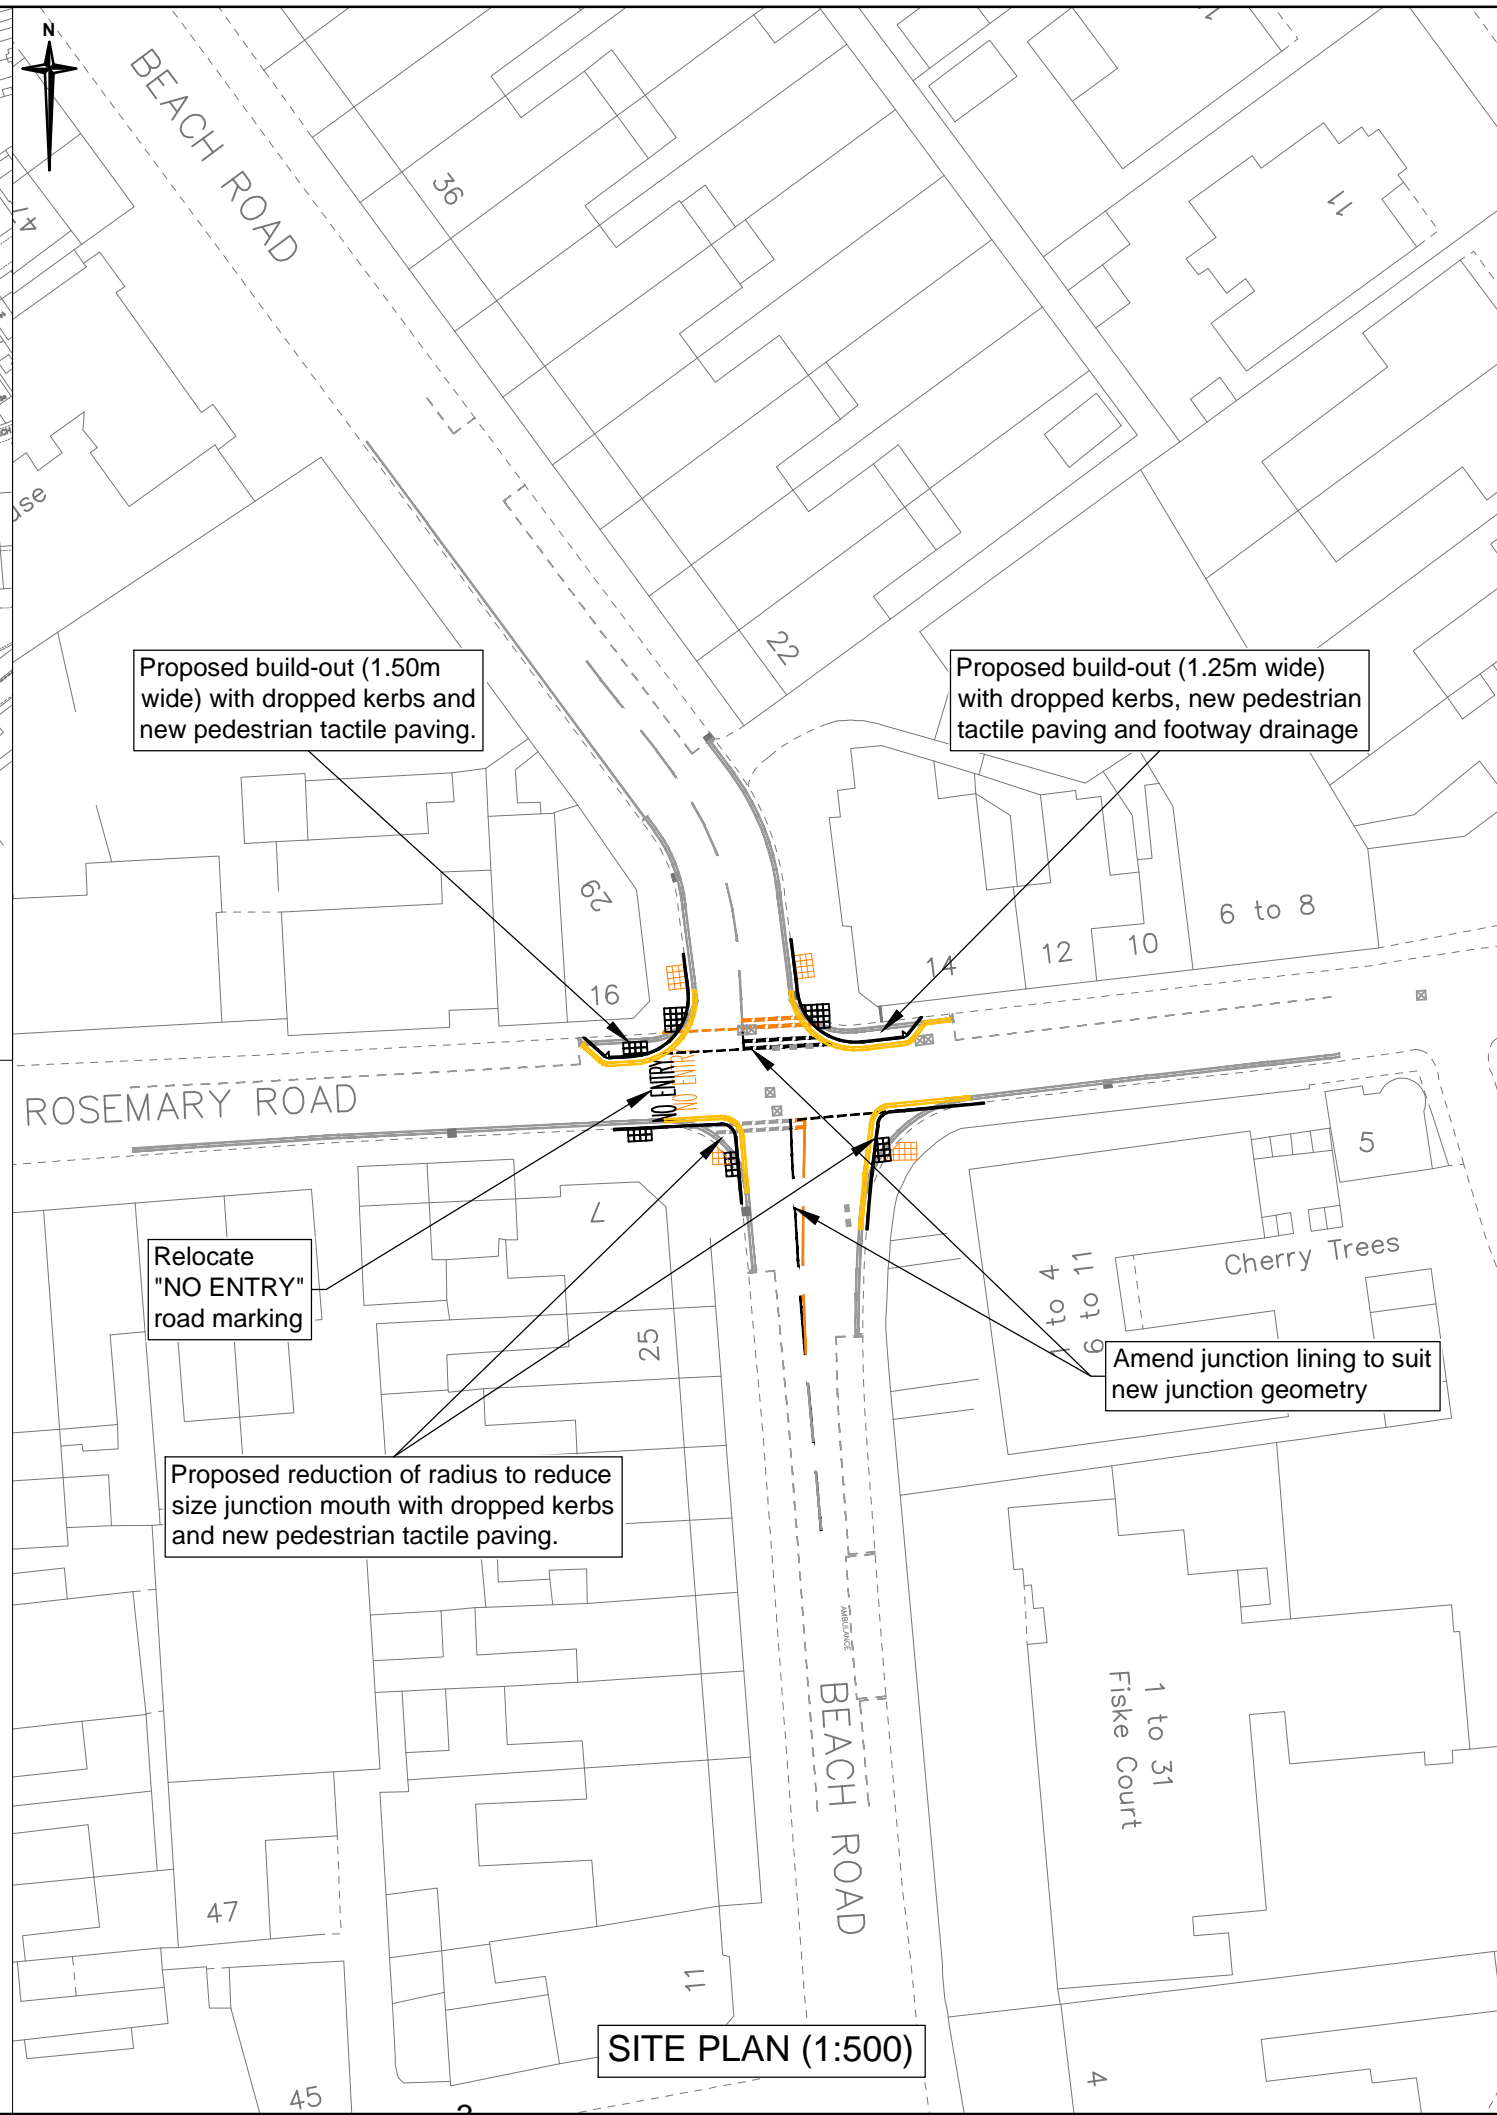 N
BEACH ROAD
47
36
11
22
Proposed build-out (1.50m
wide) with dropped kerbs and
new pedestrian tactile paving.
Proposed build-out (1.25m wide)
with dropped kerbs, new pedestrian
tactile paving and footway drainage
29
16
14
12
10
6 to 8
NO ENTRY
NO ENTRY
ROSEMARY ROAD
5
7
Relocate
"NO ENTRY"
road marking
25
1 to 4
6 to 11
Cherry Trees
Amend junction lining to suit
new junction geometry
Proposed reduction of radius to reduce
size junction mouth with dropped kerbs
and new pedestrian tactile paving.
AMBULANCE
BEACH ROAD
1 to 31
Fiske Court
47
11
SITE PLAN (1:500)
45
4